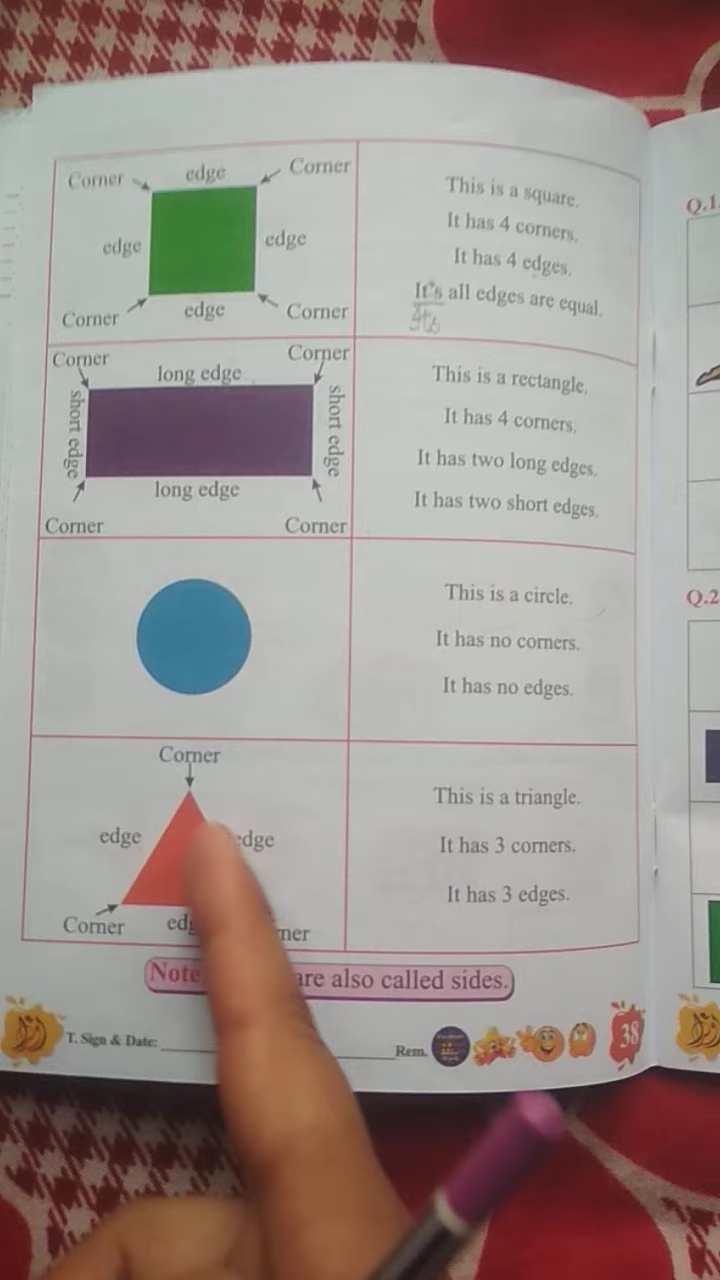 Corner edge Corner
edge edge
Corner edge Corner
This is a square.
It has 4 corners.
It has 4 edges.
It's all edges are equal.
Its
Corner long edge Corner
short edge
short edge
long edge
Corner Corner
This is a rectangle.
It has 4 corners.
It has two long edges.
It has two short edges.
This is a circle.
It has no corners.
It has no edges.
Corner
edge edge
Corner
This is a triangle.
It has 3 corners.
It has 3 edges.
Note are also called sides.
T. Sign & Date: Rem. 38
Q.1
Q.2